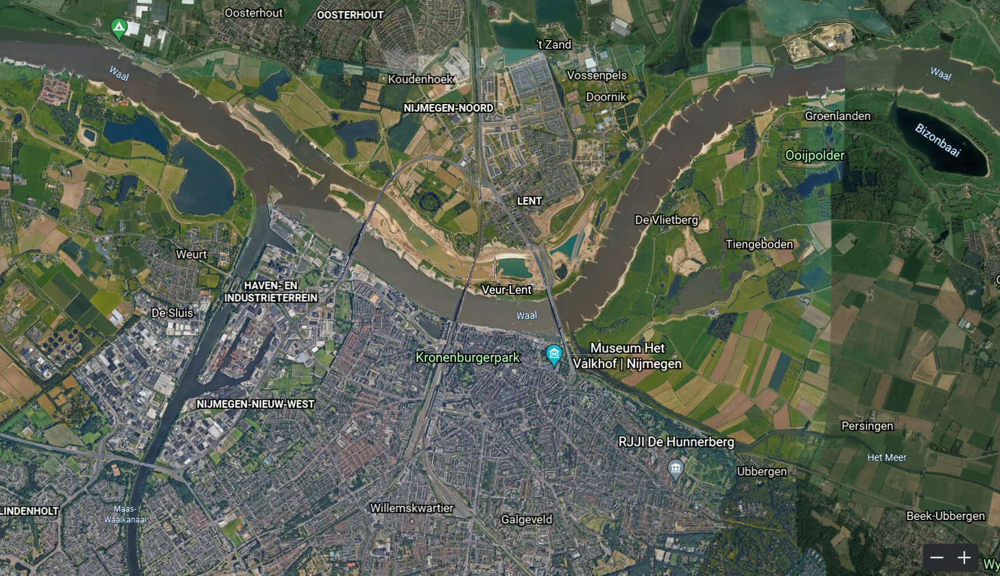 Oosterhout
OOSTERHOUT
't Zand
Waal
Koudenhoek
Vossenpels
Waal
Doornik
NIJMEGEN-NOORD
Groenlanden
Bizonbaai
Ooijpolder
LENT
De Vlietberg
Tiengeboden
Weurt
HAVEN- EN
INDUSTRIETERREIN
Veur-Lent
De Sluis
Waal
Kronenburgerpark
Museum Het
Valkhof | Nijmegen
NIJMEGEN-NIEUW-WEST
Persingen
RJJI De Hunnerberg
Het Meer
Ubbergen
LINDENHOLT
Maas-
Waalkanaal
Willemskwartier
Galgeveld
Beek-Ubbergen
Wy